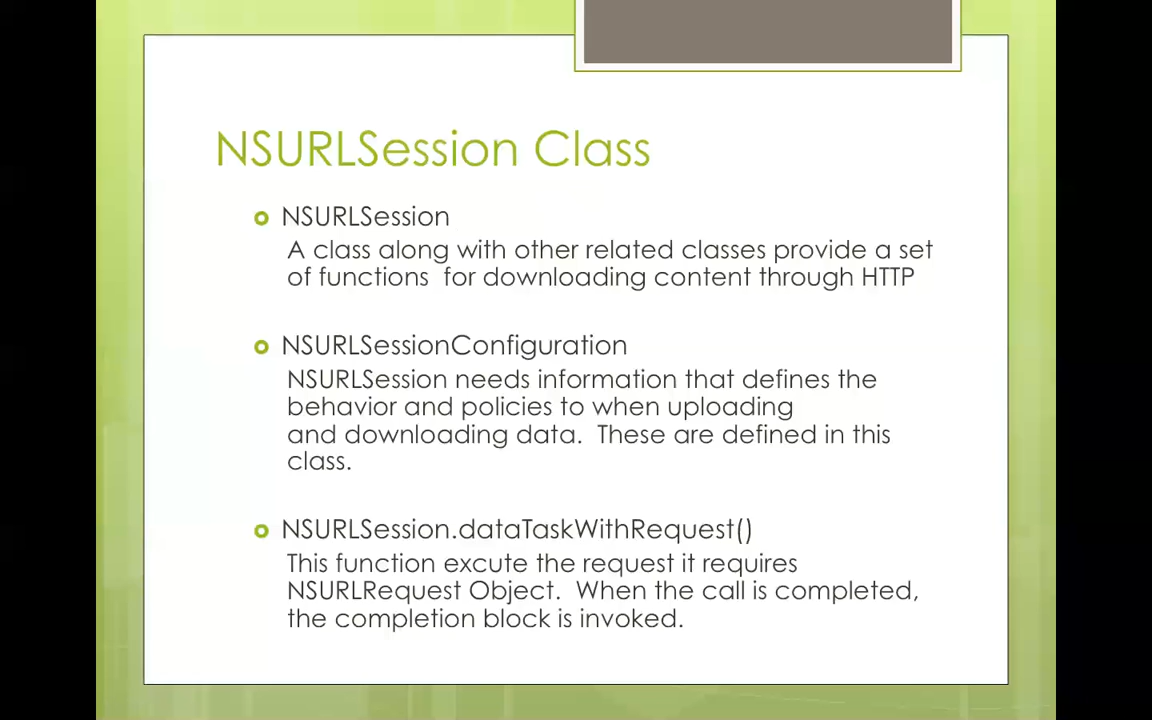 NSURLSession Class
NSURLSession
A class along with other related classes provide a set
of functions  for downloading content through HTTP
NSURLSessionConfiguration
NSURLSession needs information that defines the
behavior and policies to when uploading
and downloading data.  These are defined in this
class.
NSURLSession.dataTaskWithRequest()
This function excute the request it requires
NSURLRequest Object.  When the call is completed,
the completion block is invoked.